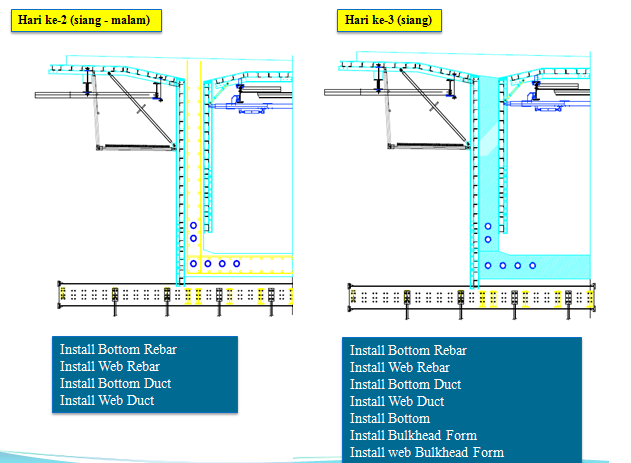 Hari ke-2 (siang - malam)
Install Bottom Rebar
Install Web Rebar
Install Bottom Duct
Install Web Duct
Hari ke-3 (siang)
Install Bottom Rebar
Install Web Rebar
Install Bottom Duct
Install Web Duct
Install Bottom
Install Bulkhead Form
Install web Bulkhead Form